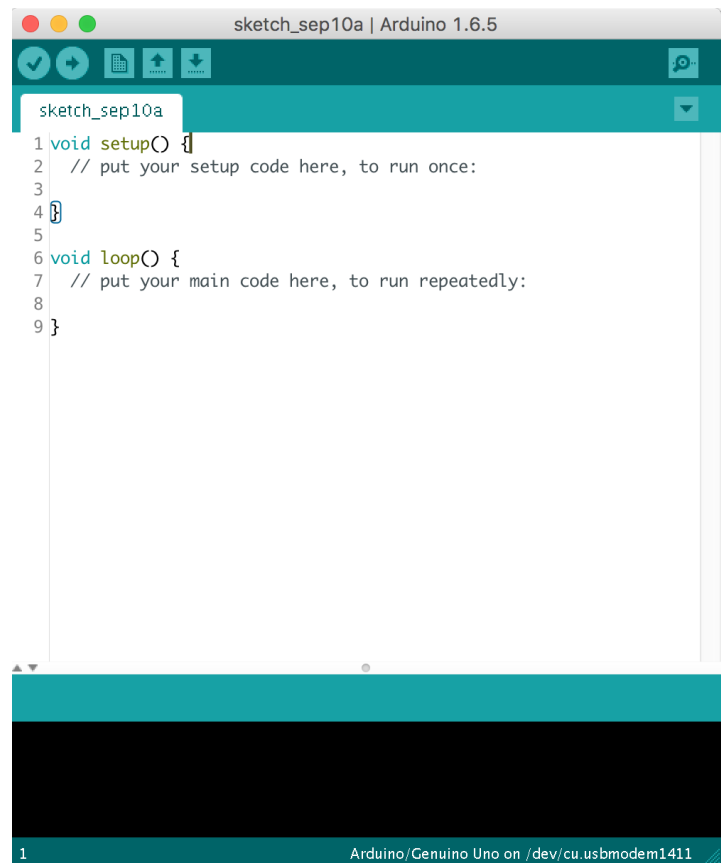 sketch_sep10a | Arduino 1.6.5
sketch_sep10a
1 void setup() {
2   // put your setup code here, to run once:
3
4 }
5
6 void loop() {
7   // put your main code here, to run repeatedly:
8
9 }
1 Arduino/Genuino Uno on /dev/cu.usbmodem1411